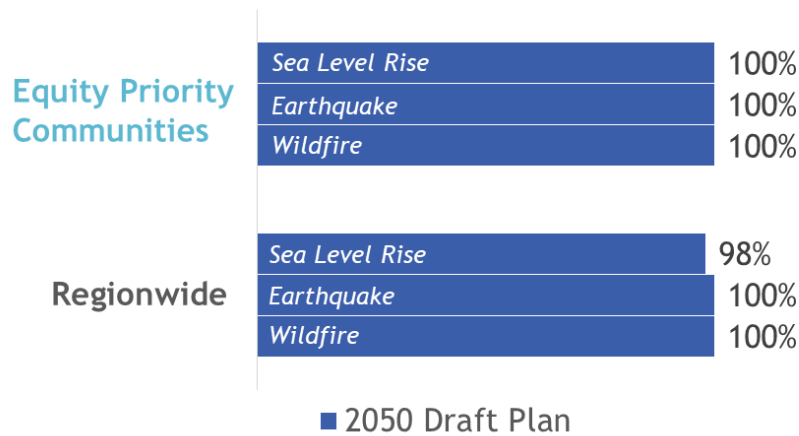 Equity Priority
Communities
Sea Level Rise 100%
Earthquake 100%
Wildfire 100%
Regionwide
Sea Level Rise 98%
Earthquake 100%
Wildfire 100%
2050 Draft Plan